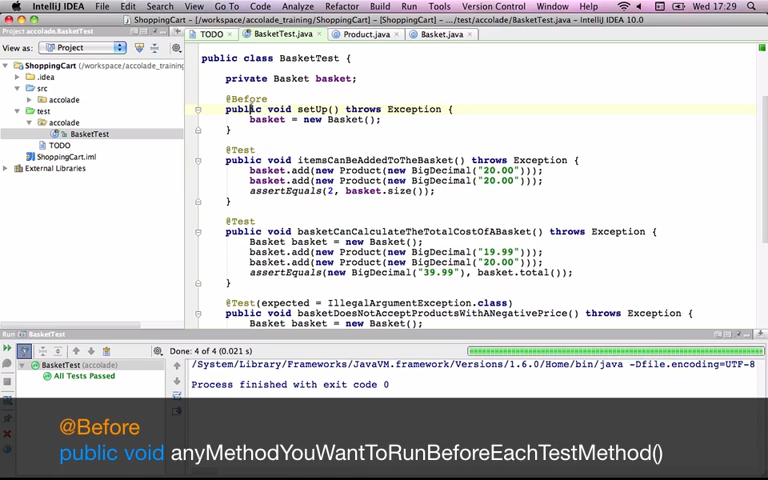 IntelliJ IDEA File Edit View Go To Code Analyze Refactor Build Run Tools Version Control Window Help Wed 17:29
ShoppingCart - [/workspace/accolade_training/ShoppingCart] - [ShoppingCart] - .../test/accolade/BasketTest.java - IntelliJ IDEA 10.0
Project accolade.BasketTest
TODO BasketTest.java Product.java Basket.java
View as: Project
ShoppingCart (/workspace/accolade_training
.idea
src
accolade
test
accolade
BasketTest
TODO
ShoppingCart.iml
External Libraries
public class BasketTest {
private Basket basket;
@Before
public void setUp() throws Exception {
basket = new Basket();
}
@Test
public void itemsCanBeAddedToTheBasket() throws Exception {
basket.add(new Product(new BigDecimal("20.00")));
basket.add(new Product(new BigDecimal("20.00")));
assertEquals(2, basket.size());
}
@Test
public void basketCanCalculateTheTotalCostOfABasket() throws Exception {
Basket basket = new Basket();
basket.add(new Product(new BigDecimal("19.99")));
basket.add(new Product(new BigDecimal("20.00")));
assertEquals(new BigDecimal("39.99"), basket.total());
}
@Test(expected = IllegalArgumentException.class)
public void basketDoesNotAcceptProductsWithANegativePrice() throws Exception {
Basket basket = new Basket();
Run BasketTest
Done: 4 of 4 (0.021 s)
BasketTest (accolade)
All Tests Passed
/System/Library/Frameworks/JavaVM.framework/Versions/1.6.0/Home/bin/java -Dfile.encoding=UTF-8
Process finished with exit code 0
@Before
public void anyMethodYouWantToRunBeforeEachTestMethod()